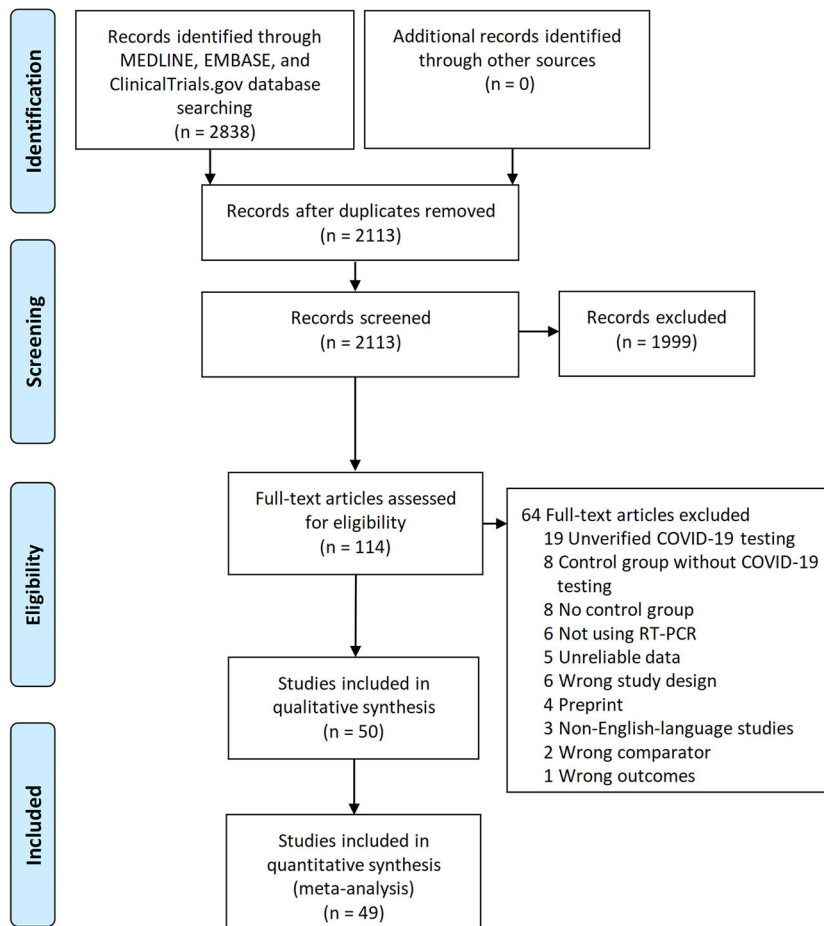 Identification
Records identified through
MEDLINE, EMBASE, and
ClinicalTrials.gov database
searching
(n = 2838)
Additional records identified
through other sources
(n = 0)
Records after duplicates removed
(n = 2113)
Screening
Records screened
(n = 2113)
Records excluded
(n = 1999)
Eligibility
Full-text articles assessed
for eligibility
(n = 114)
64 Full-text articles excluded
19 Unverified COVID-19 testing
8 Control group without COVID-19
testing
8 No control group
6 Not using RT-PCR
5 Unreliable data
6 Wrong study design
4 Preprint
3 Non-English-language studies
2 Wrong comparator
1 Wrong outcomes
Studies included in
qualitative synthesis
(n = 50)
Included
Studies included in
quantitative synthesis
(meta-analysis)
(n = 49)